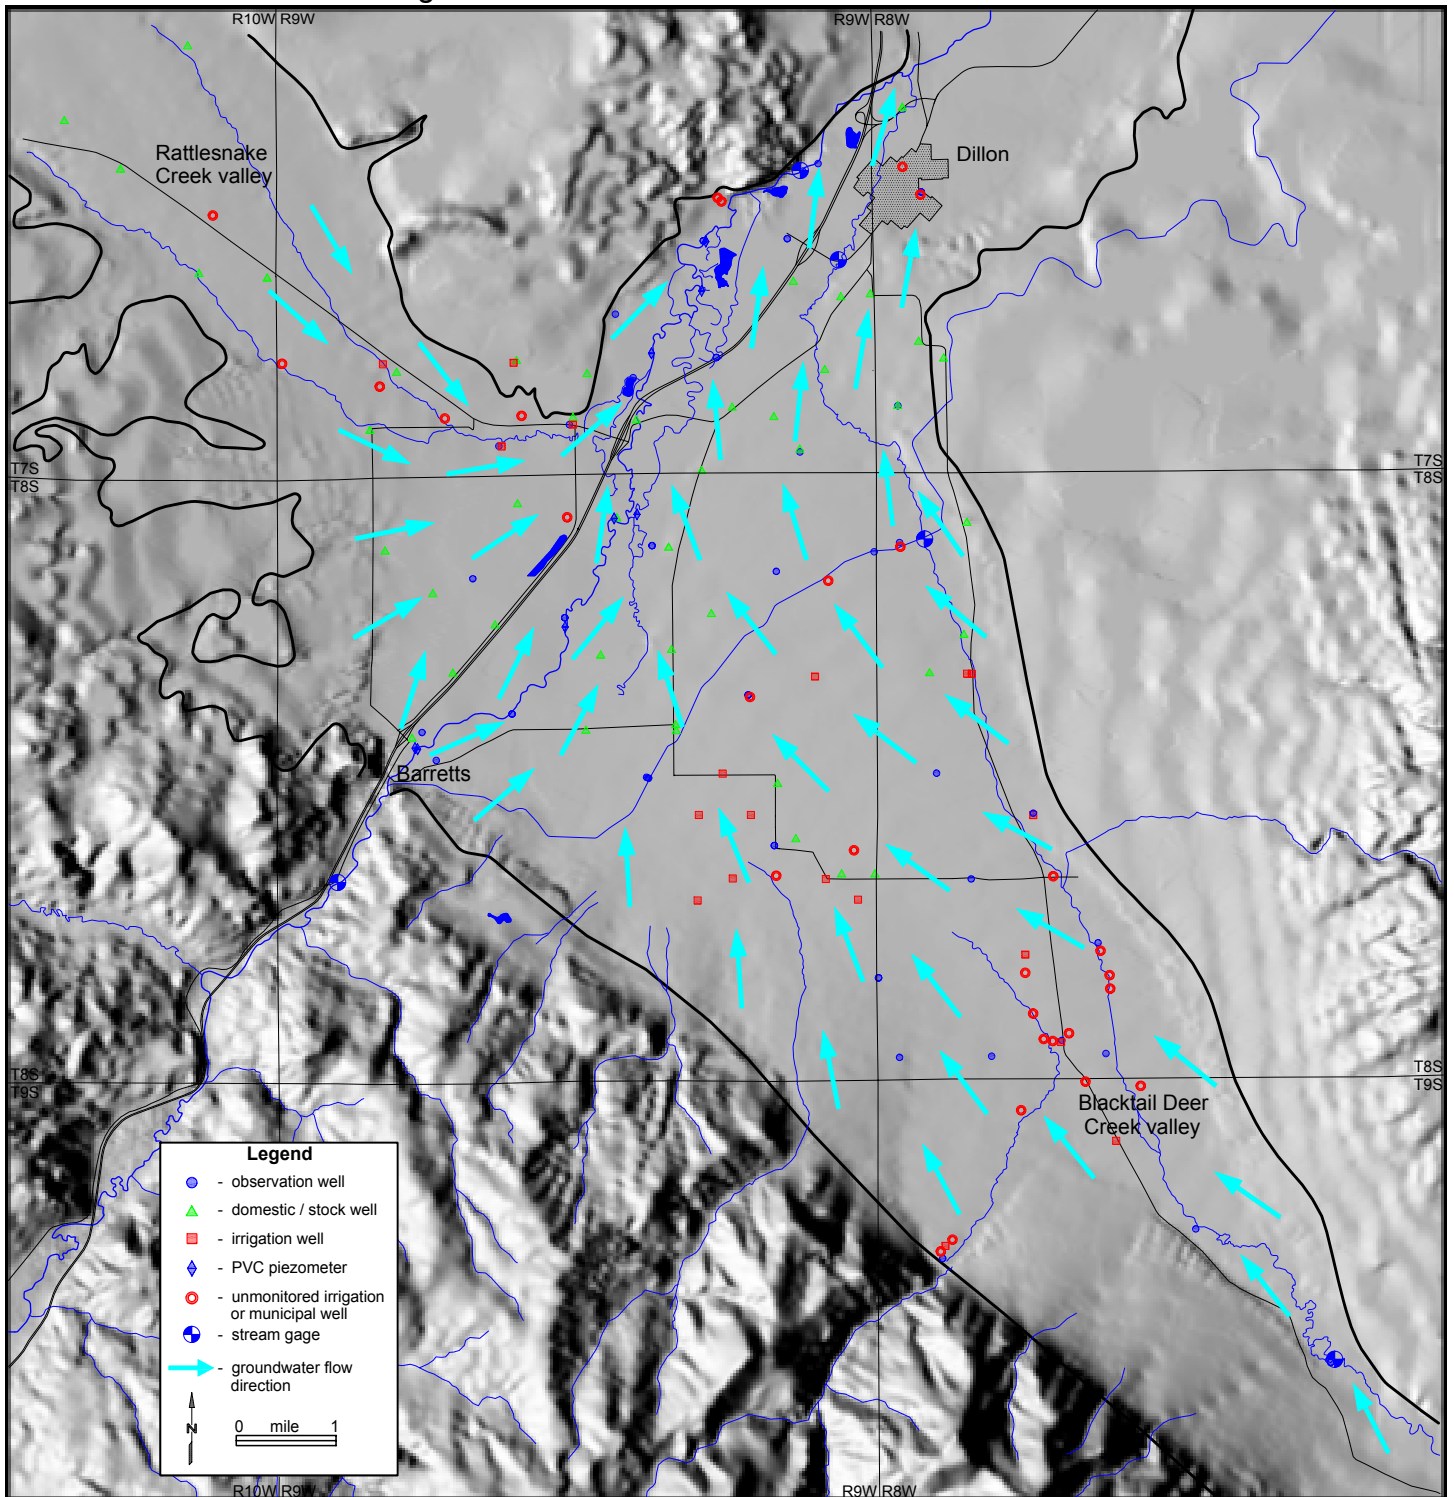 R10W R9W
R9W R8W
Rattlesnake
Creek valley
Dillon
T7S
T8S
T7S
T8S
Barretts
T8S
T9S
T8S
T9S
Blacktail Deer
Creek valley
Legend
- observation well
- domestic / stock well
- irrigation well
- PVC piezometer
- unmonitored irrigation
or municipal well
- stream gage
- groundwater flow
direction
N
0 mile 1
R10W R9W
R9W R8W